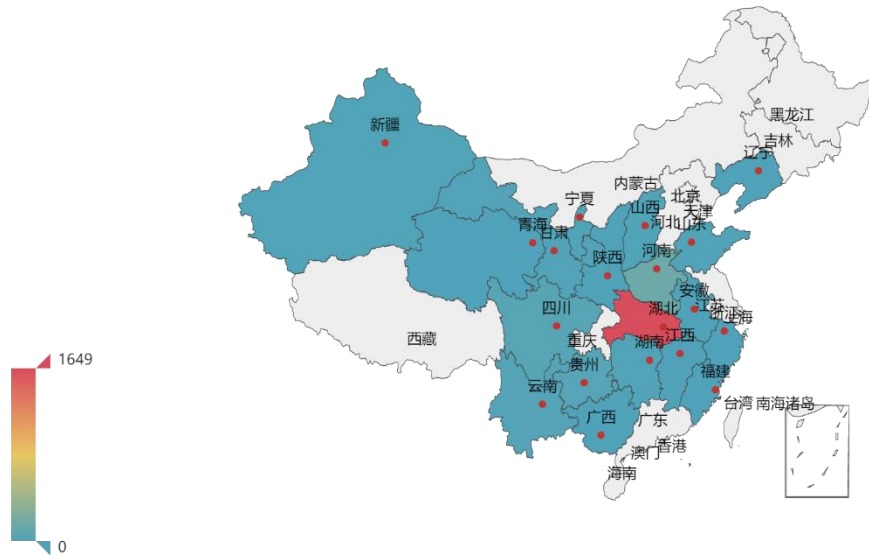 黑龙江
吉林
新疆
辽宁
内蒙古
北京
宁夏
山西
天津
青海
甘肃
河北
山东
河南
陕西
安徽
四川
湖北
江苏
浙江
上海
西藏
重庆
湖南
江西
1649
贵州
福建
云南
台湾
南海诸岛
广西
广东
香港
澳门
海南
0